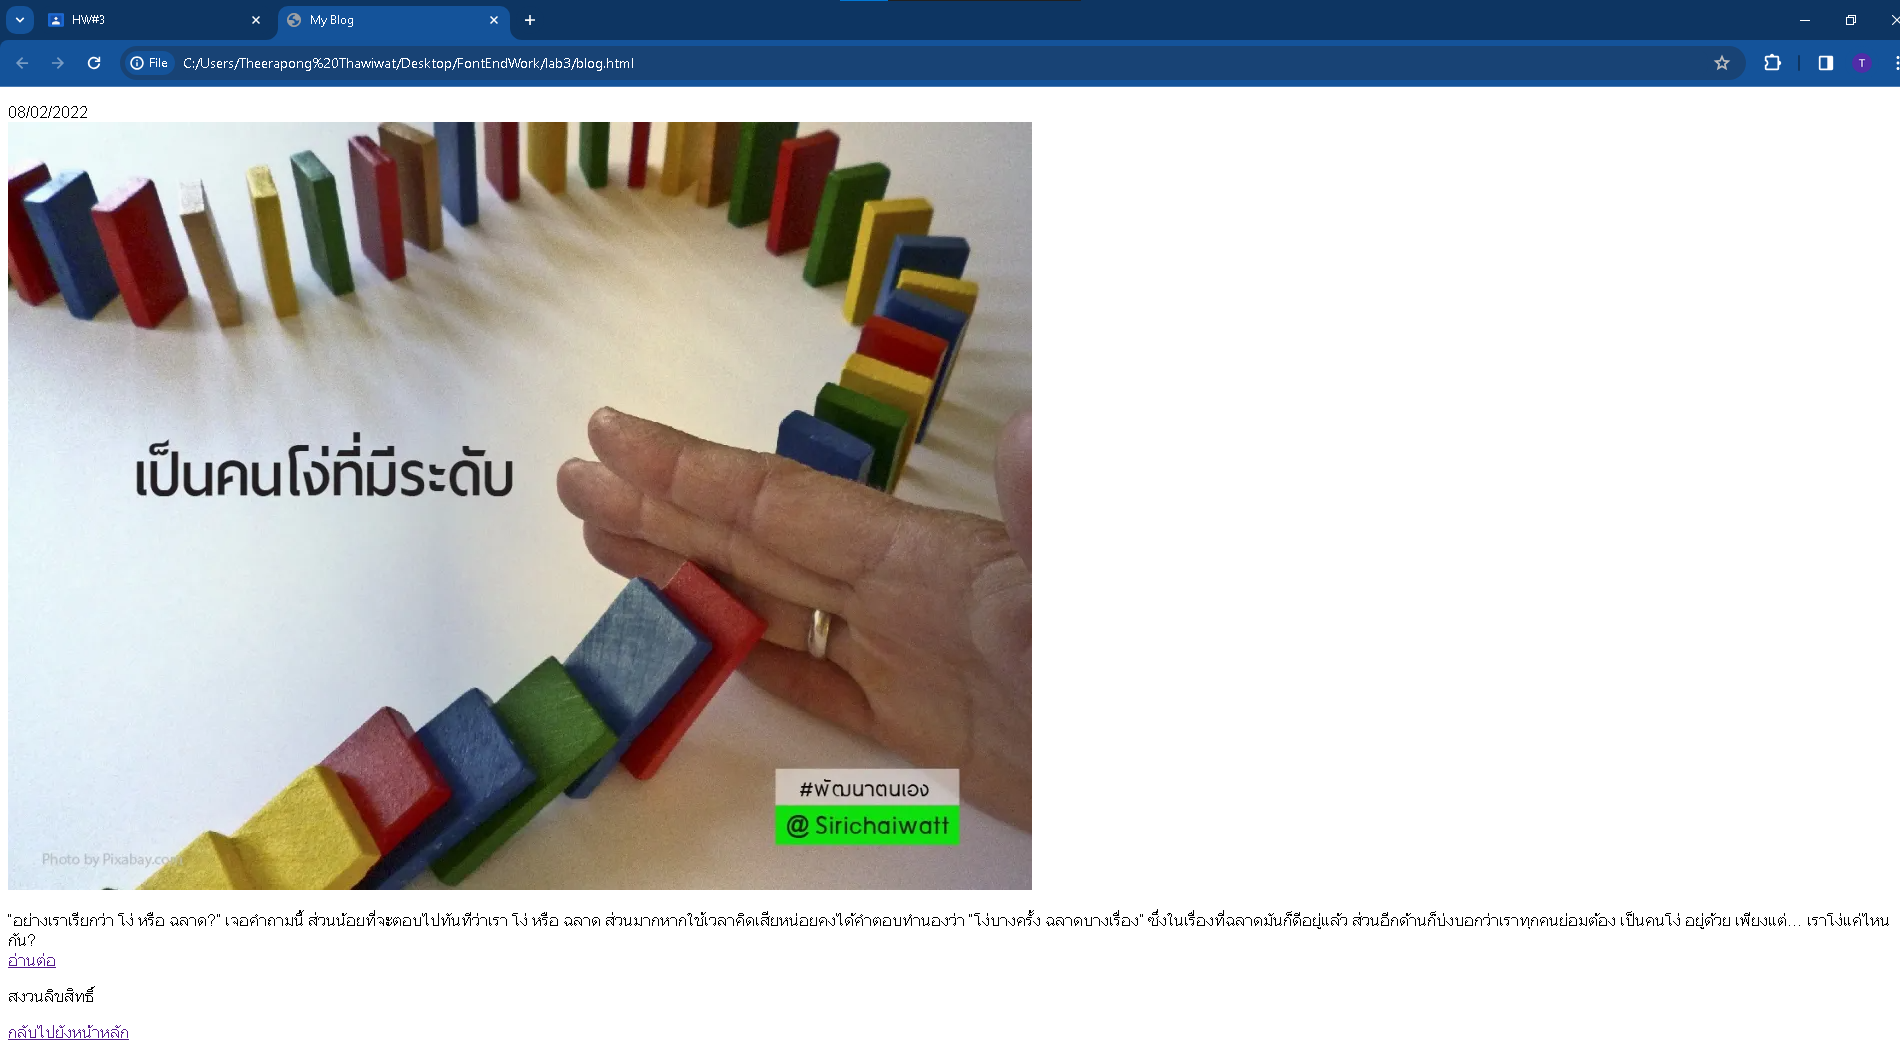 HW#3
My Blog
File
C:/Users/Theerapong%20Thawiwat/Desktop/FontEndWork/lab3/blog.html
T
08/02/2022
เป็นคนโง่ที่มีระดับ
#พัฒนาตนเอง
@ Sirichaiwatt
Photo by Pixabay.com
"อย่างเราเรียกว่า โง่ หรือ ฉลาด?" เจอคำถามนี้ ส่วนน้อยที่จะตอบไปทันทีว่าเรา โง่ หรือ ฉลาด ส่วนมากหากใช้เวลาคิดเสียหน่อยคงได้คำตอบทำนองว่า "โง่บางครั้ง ฉลาดบางเรื่อง" ซึ่งในเรื่องที่ฉลาดมันก็ดีอยู่แล้ว ส่วนอีกด้านก็บ่งบอกว่าเราทุกคนย่อมต้อง เป็นคนโง่ อยู่ด้วย เพียงแต่… เราโง่แค่ไหน
กัน?
อ่านต่อ
สงวนลิขสิทธิ์
กลับไปยังหน้าหลัก